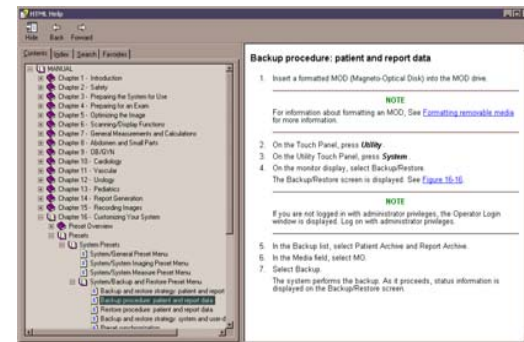 HTML Help
Hide Back Forward
Contents Index Search Favorites
MANUAL
Chapter 1 - Introduction
Chapter 2 - Safety
Chapter 3 - Preparing the System for Use
Chapter 4 - Preparing for an Exam
Chapter 5 - Optimizing the Image
Chapter 6 - Scanning/Display Functions
Chapter 7 - General Measurements and Calculations
Chapter 8 - Abdomen and Small Parts
Chapter 9 - OB/GYN
Chapter 10 - Cardiology
Chapter 11 - Vascular
Chapter 12 - Urology
Chapter 13 - Pediatrics
Chapter 14 - Report Generation
Chapter 15 - Recording Images
Chapter 16 - Customizing Your System
Preset Overview
Presets
System Presets
System/General Preset Menu
System/System Imaging Preset Menu
System/System Measure Preset Menu
System/Backup and Restore Preset Menu
Backup and restore strategy: patient and report
Backup procedure: patient and report data
Restore procedure: patient and report data
Backup and restore strategy: system and user-d
Preset synchronization
Backup procedure: patient and report data
1. Insert a formatted MOD (Magneto-Optical Disk) into the MOD drive.
NOTE
For information about formatting an MOD, See Formatting removable media
for more information.
2. On the Touch Panel, press Utility.
3. On the Utility Touch Panel, press System.
4. On the monitor display, select Backup/Restore.
The Backup/Restore screen is displayed. See Figure 16-16.
NOTE
If you are not logged in with administrator privileges, the Operator Login
window is displayed. Log on with administrator privileges.
5. In the Backup list, select Patient Archive and Report Archive.
6. In the Media field, select MO.
7. Select Backup.
The system performs the backup. As it proceeds, status information is
displayed on the Backup/Restore screen.